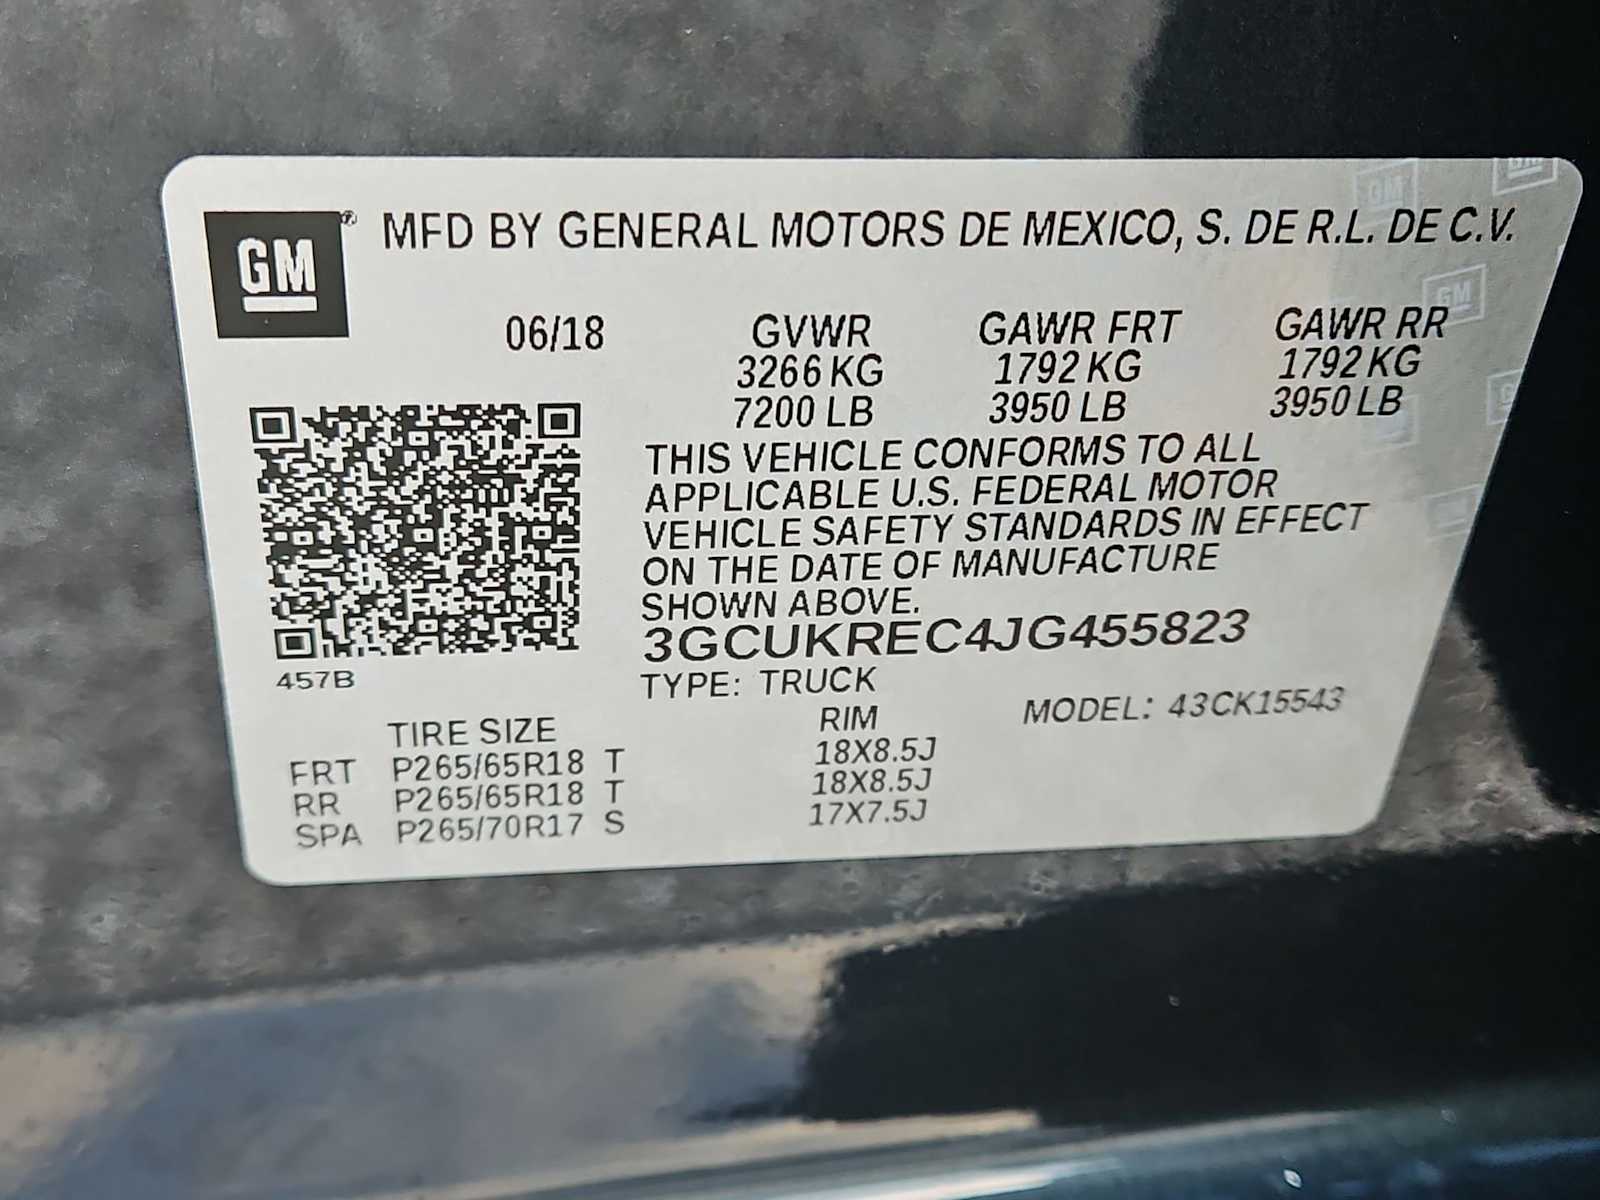 GM ® MFD BY GENERAL MOTORS DE MEXICO, S. DE R.L. DE C.V.
06/18 GVWR GAWR FRT GAWR RR
3266 KG 1792 KG 1792 KG
7200 LB 3950 LB 3950 LB
THIS VEHICLE CONFORMS TO ALL
APPLICABLE U.S. FEDERAL MOTOR
VEHICLE SAFETY STANDARDS IN EFFECT
ON THE DATE OF MANUFACTURE
SHOWN ABOVE.
3GCUKREC4JG455823
457B
TYPE: TRUCK
MODEL: 43CK15543
TIRE SIZE RIM
FRT P265/65R18 T 18X8.5J
RR P265/65R18 T 18X8.5J
SPA P265/70R17 S 17X7.5J